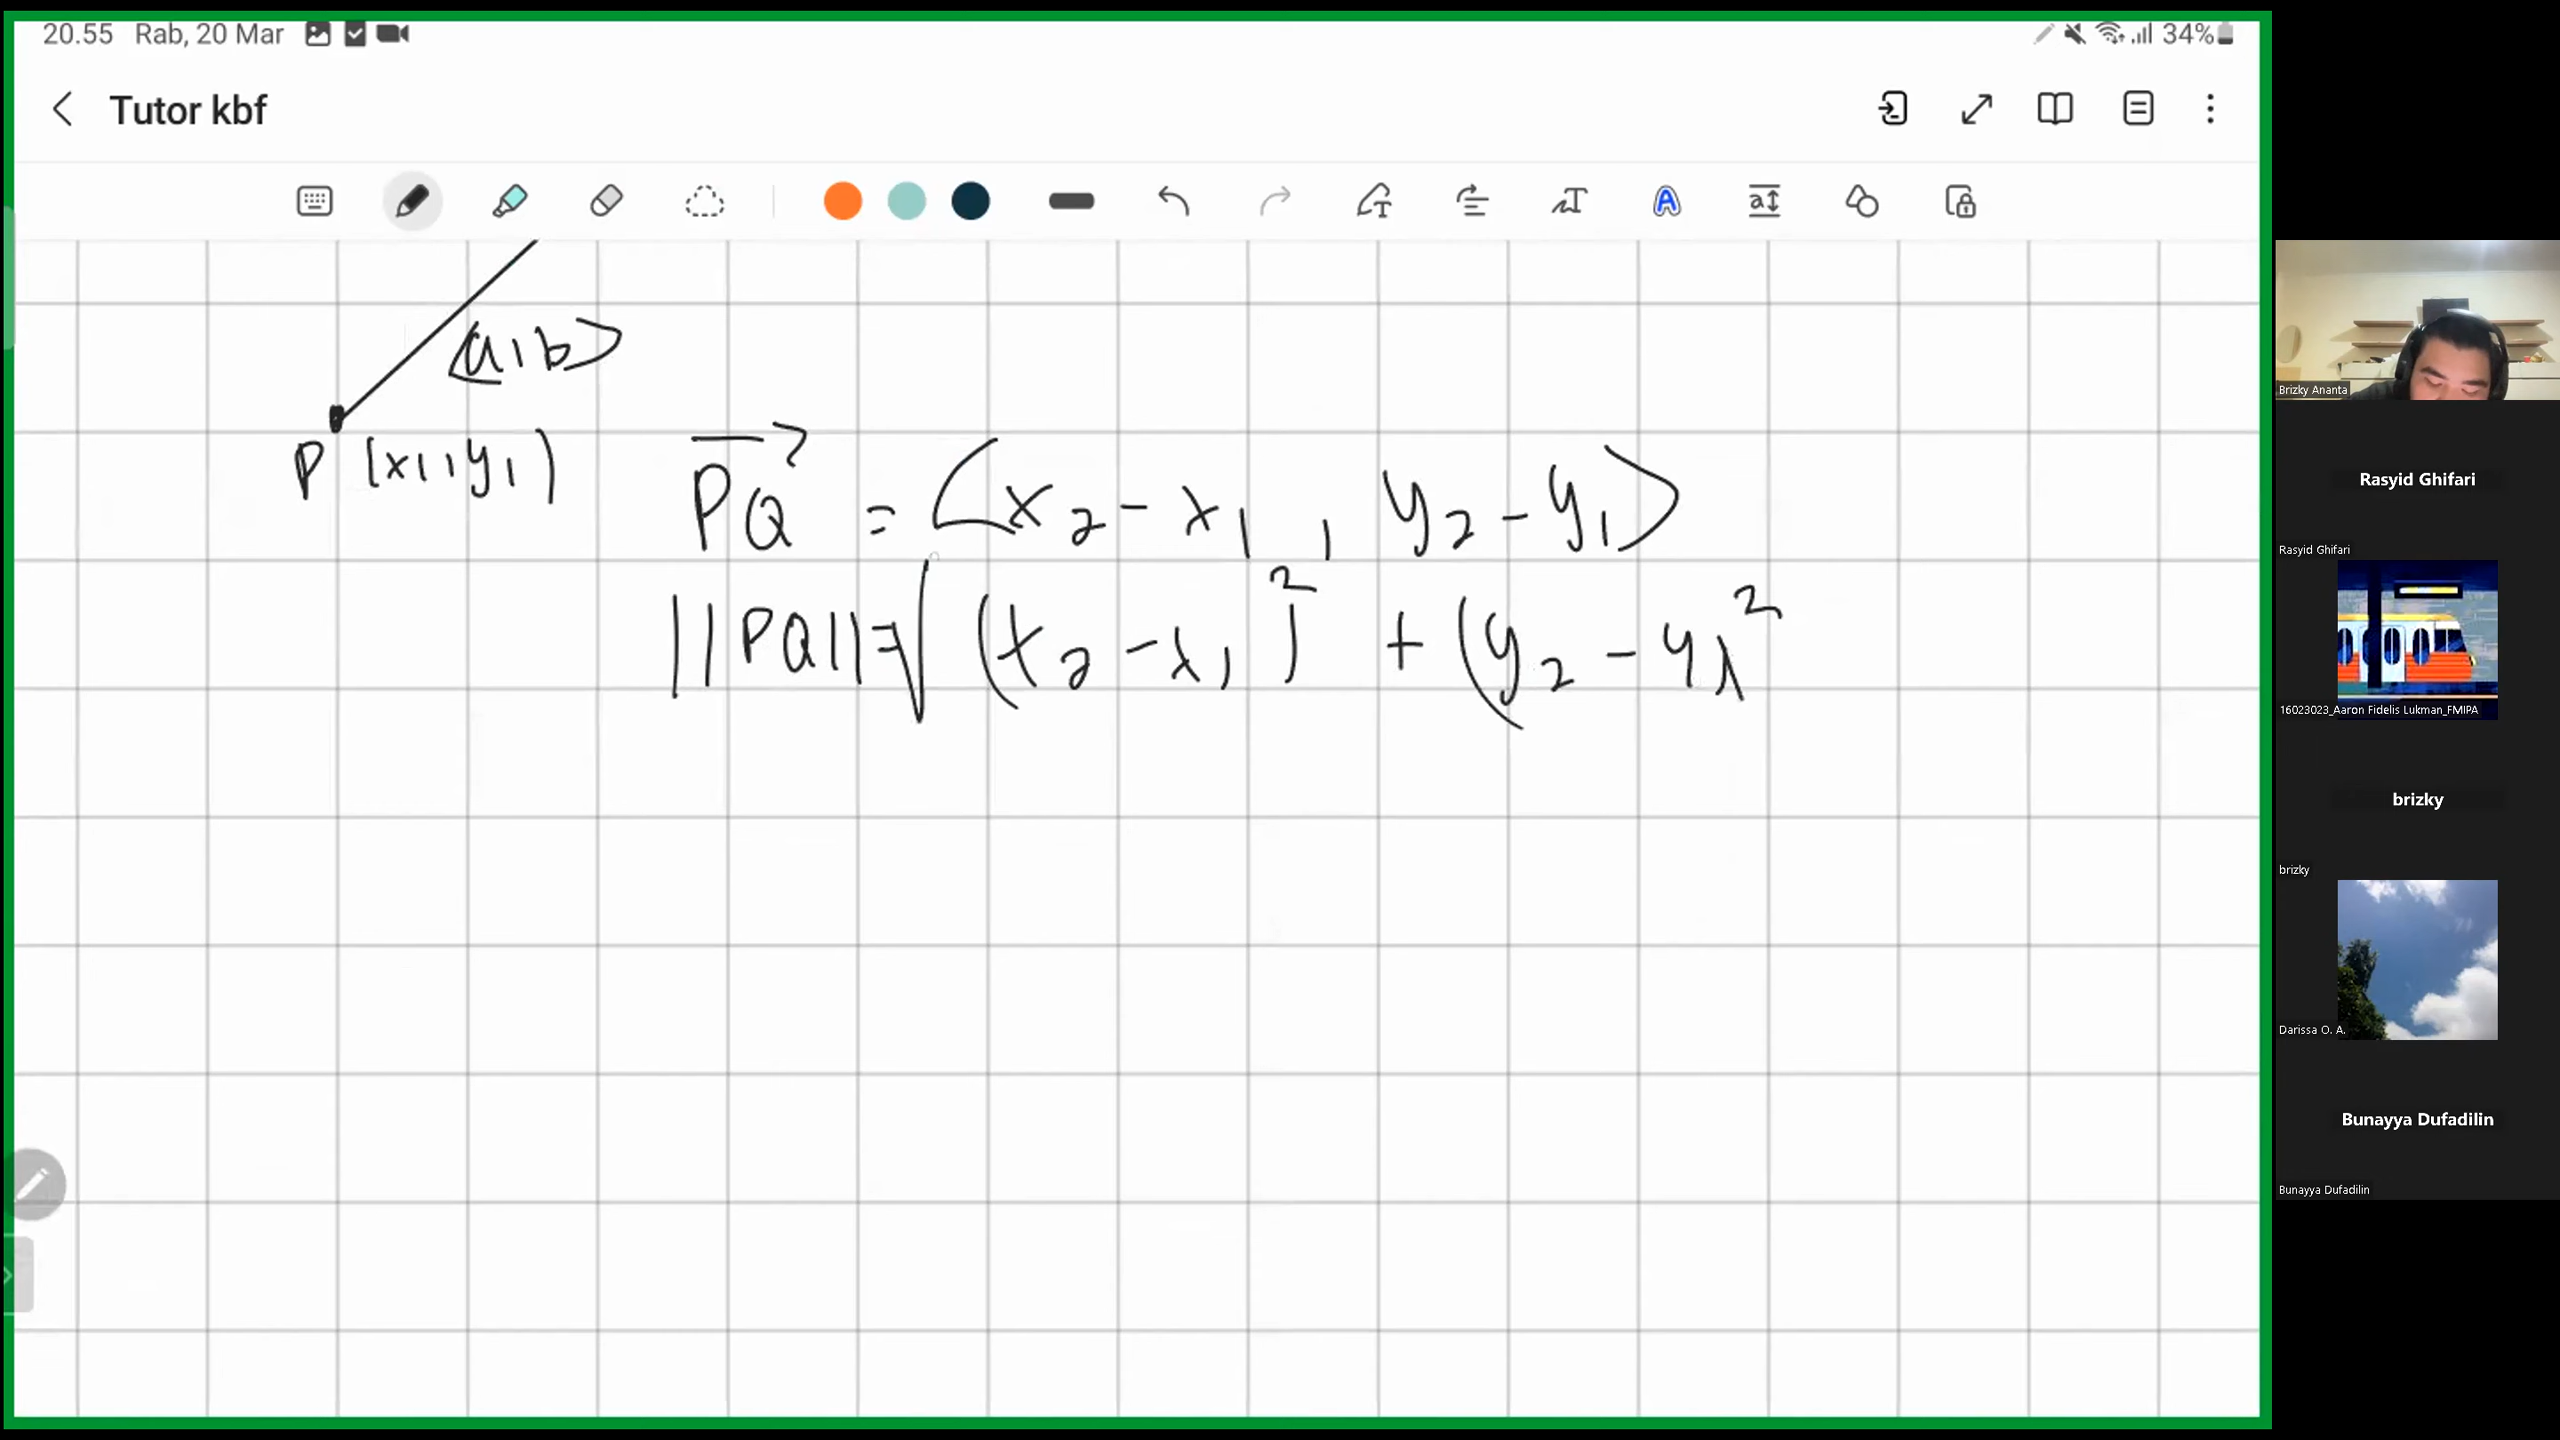 20.55 Rab, 20 Mar 34%
Tutor kbf
<a,b>
P (x1,y1)
PQ = <x2-x1, y2-y1>
||PQ||=√(x2-x1)² + (y2-y1)²
Brizky Ananta
Rasyid Ghifari
Rasyid Ghifari
16023023_Aaron Fidelis Lukman_FMIPA
brizky
brizky
Darissa O. A.
Bunayya Dufadilin
Bunayya Dufadilin